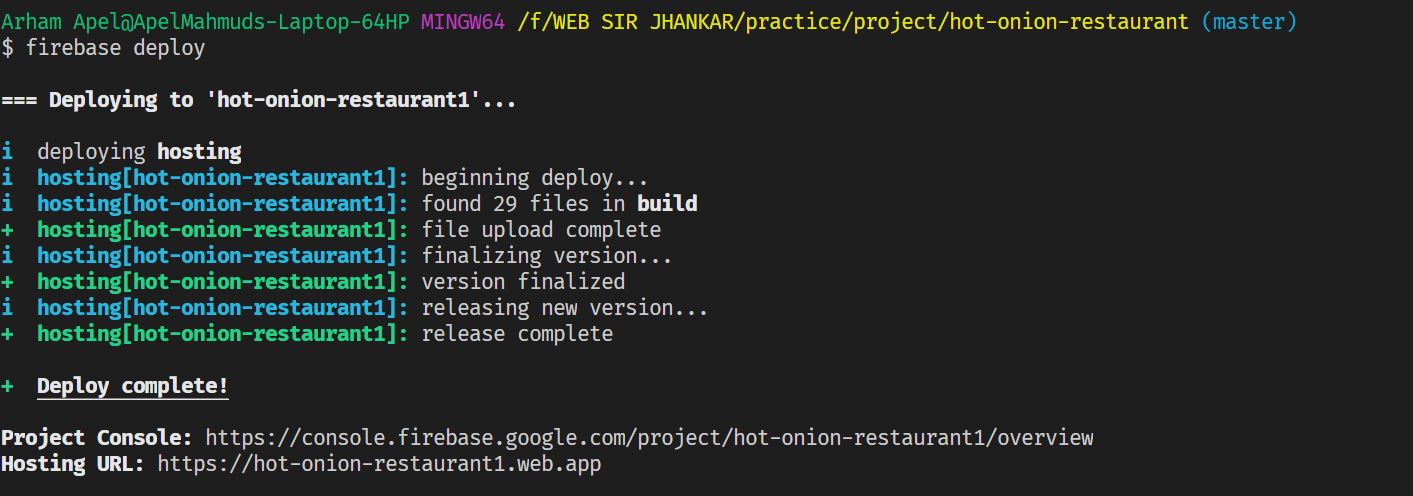 Arham Apel@ApelMahmuds-Laptop-64HP MINGW64 /f/WEB SIR JHANKAR/practice/project/hot-onion-restaurant (master)
$ firebase deploy
=== Deploying to 'hot-onion-restaurant1'...
i  deploying hosting
i  hosting[hot-onion-restaurant1]: beginning deploy...
i  hosting[hot-onion-restaurant1]: found 29 files in build
+  hosting[hot-onion-restaurant1]: file upload complete
i  hosting[hot-onion-restaurant1]: finalizing version...
+  hosting[hot-onion-restaurant1]: version finalized
i  hosting[hot-onion-restaurant1]: releasing new version...
+  hosting[hot-onion-restaurant1]: release complete
+  Deploy complete!
Project Console: https://console.firebase.google.com/project/hot-onion-restaurant1/overview
Hosting URL: https://hot-onion-restaurant1.web.app